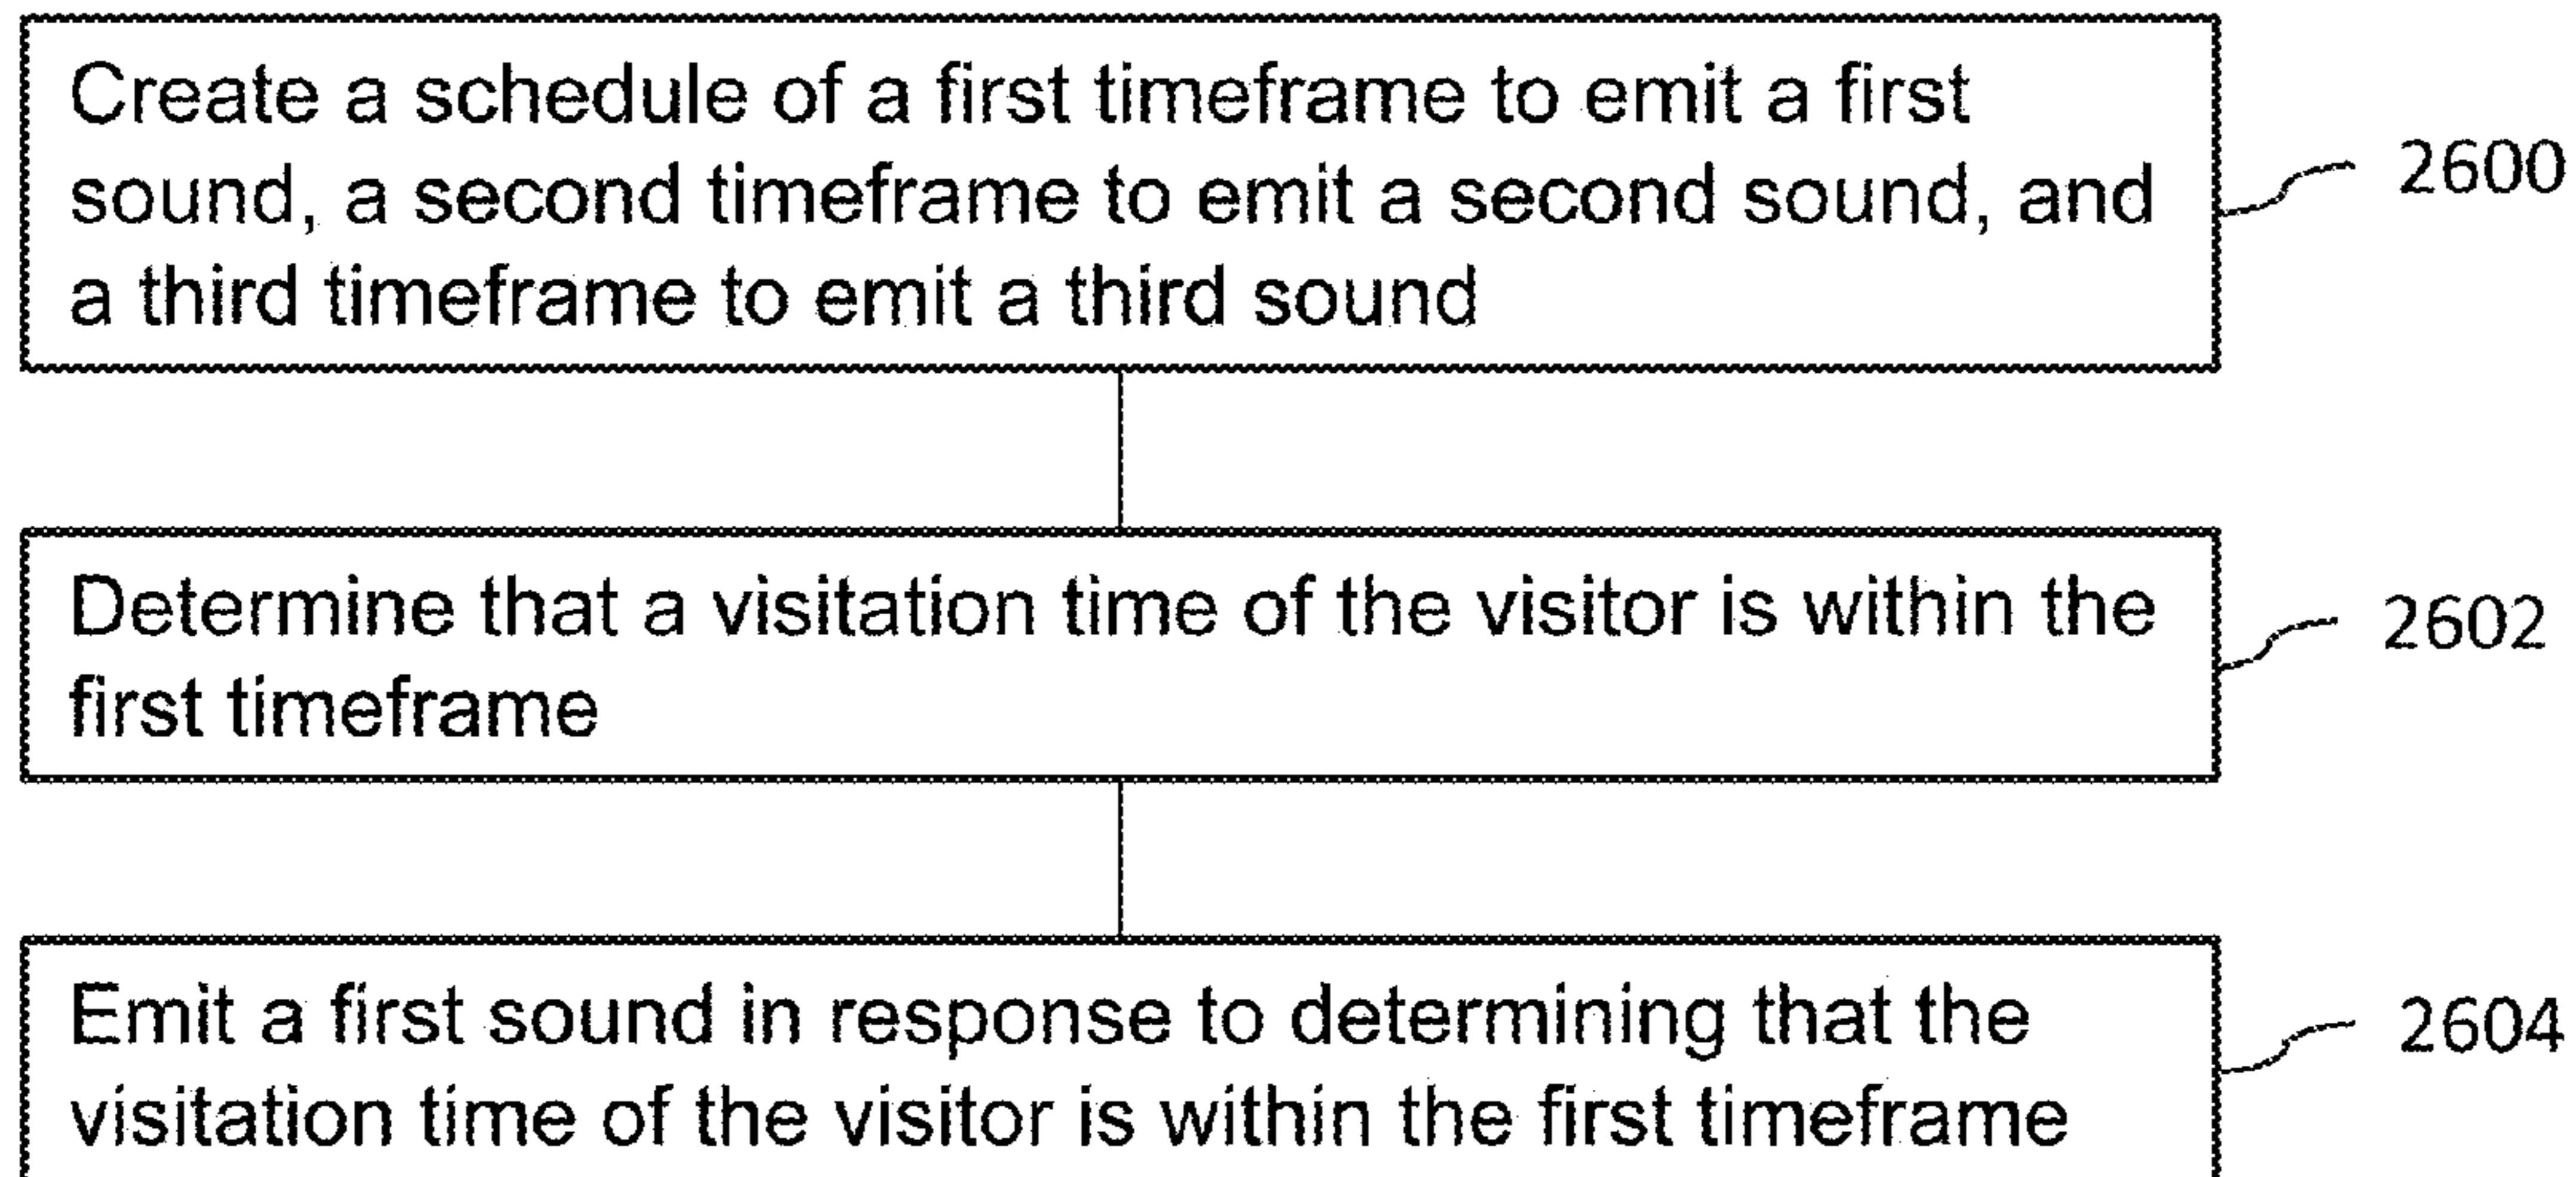 Create a schedule of a first timeframe to emit a first
sound, a second timeframe to emit a second sound, and
a third timeframe to emit a third sound
2600
Determine that a visitation time of the visitor is within the
first timeframe
2602
Emit a first sound in response to determining that the
visitation time of the visitor is within the first timeframe
2604